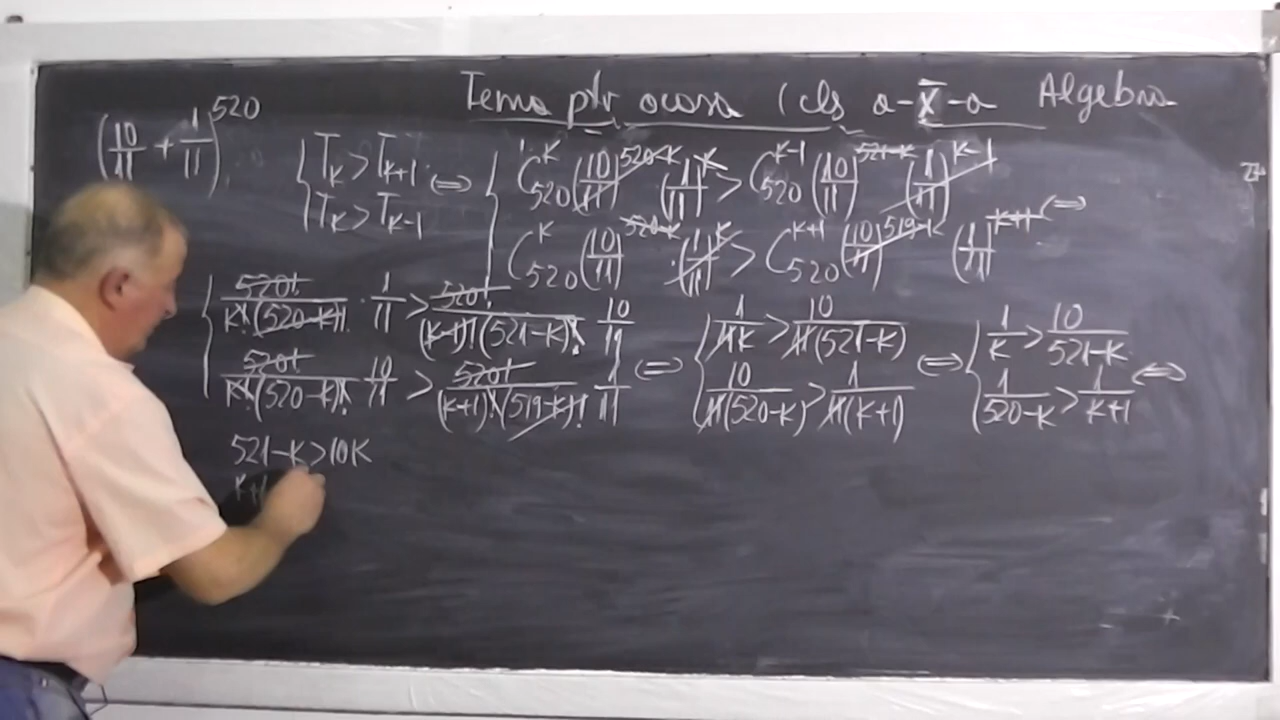 Tema ptr acasa (cls a-X-a Algebra
(10/11 + 1/11)^520
{ T_K > T_{K+1} ⇔ { C_520^K (10/11)^{520-K} · (1/11)^K > C_520^{K-1} (10/11)^{521-K} (1/11)^{K-1}
T_K > T_{K-1} C_520^K (10/11)^{520-K} · (1/11)^K > C_520^{K+1} (10/11)^{519-K} (1/11)^{K+1} ⇔
{ 520!/(K!·(520-K)!) · 1/11 > 520!/((K-1)!(521-K)!) · 10/11 { 1/(11K) > 10/(11(521-K)) { 1/K > 10/(521-K)
520!/(K!·(520-K)!) · 10/11 > 520!/((K+1)!·(519-K)!) · 1/11 ⇔ 10/(11(520-K)) > 1/(11(K+1)) ⇔ 1/(520-K) > 1/(K+1) ⇔
521-K > 10K
K+1